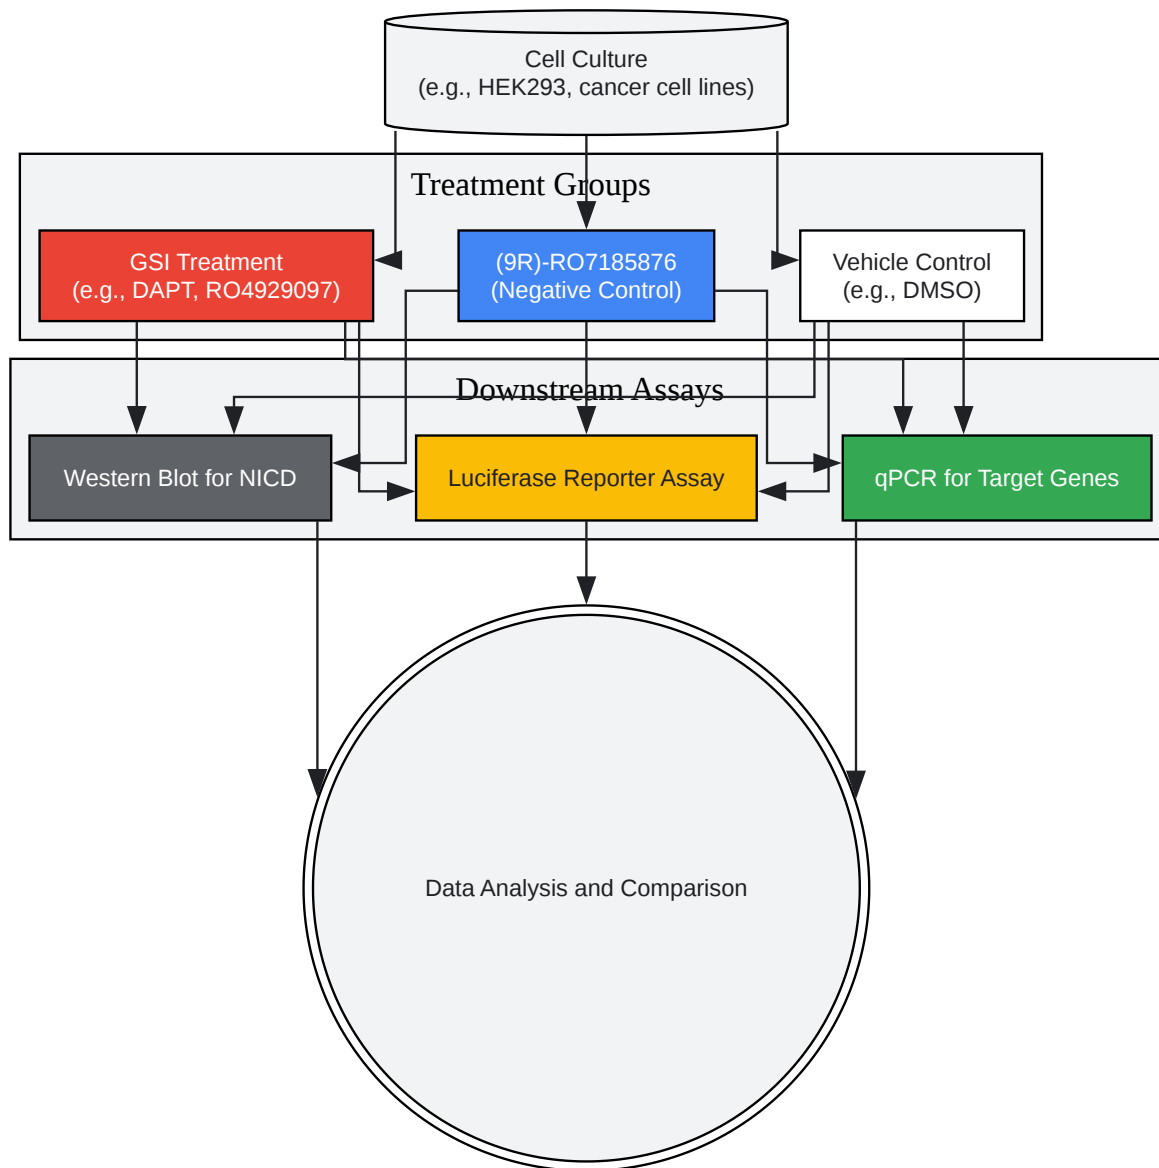 Cell Culture
(e.g., HEK293, cancer cell lines)
Treatment Groups
GSI Treatment
(e.g., DAPT, RO4929097)
(9R)-RO7185876
(Negative Control)
Vehicle Control
(e.g., DMSO)
Downstream Assays
Western Blot for NICD
Luciferase Reporter Assay
qPCR for Target Genes
Data Analysis and Comparison